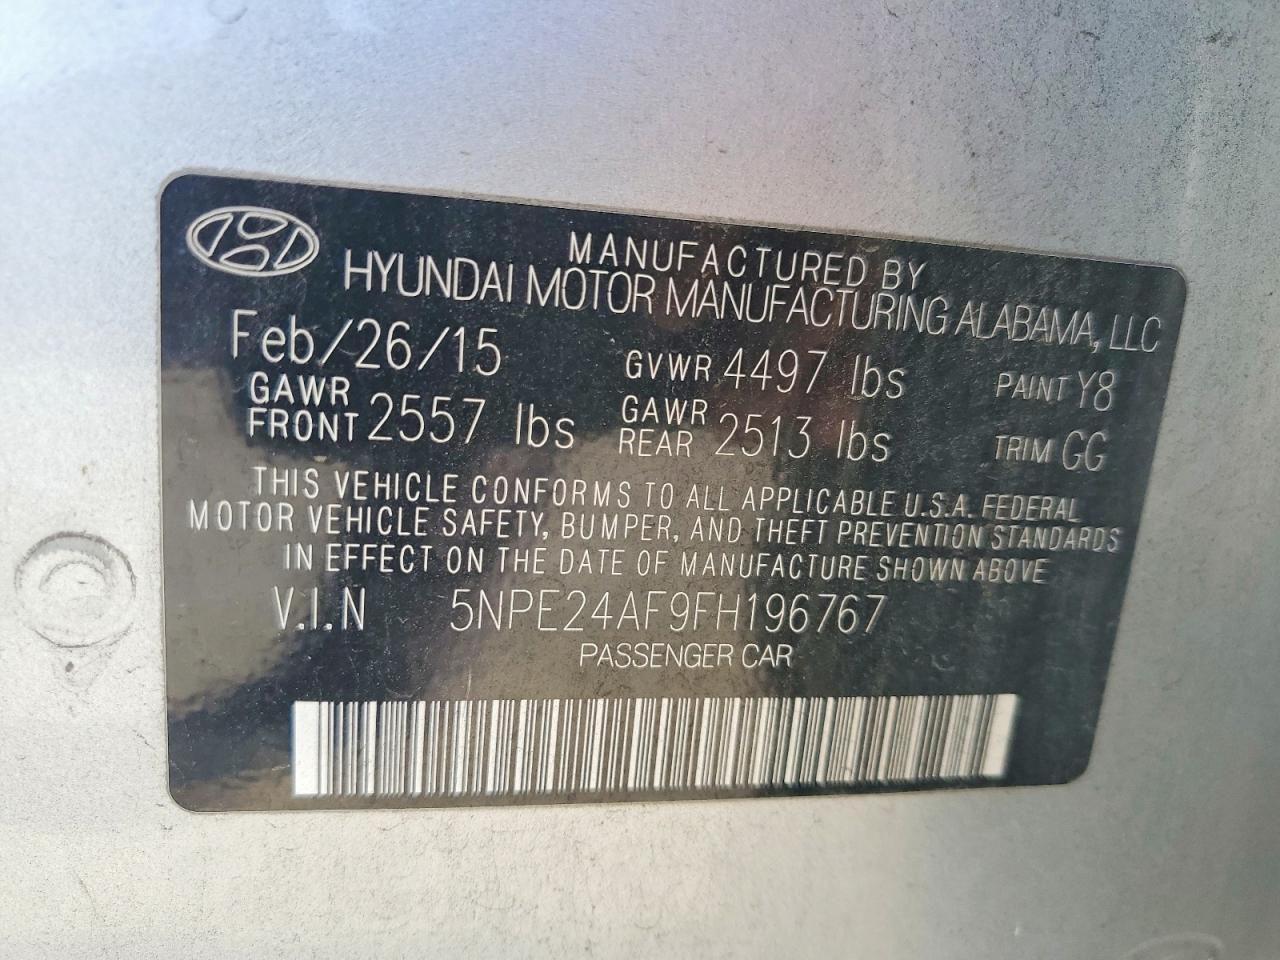 MANUFACTURED BY
HYUNDAI MOTOR MANUFACTURING ALABAMA, LLC
Feb/26/15 GVWR 4497 lbs PAINT Y8
GAWR FRONT 2557 lbs GAWR REAR 2513 lbs TRIM GG
THIS VEHICLE CONFORMS TO ALL APPLICABLE U.S.A. FEDERAL
MOTOR VEHICLE SAFETY, BUMPER, AND THEFT PREVENTION STANDARDS
IN EFFECT ON THE DATE OF MANUFACTURE SHOWN ABOVE
V.I.N 5NPE24AF9FH196767
PASSENGER CAR